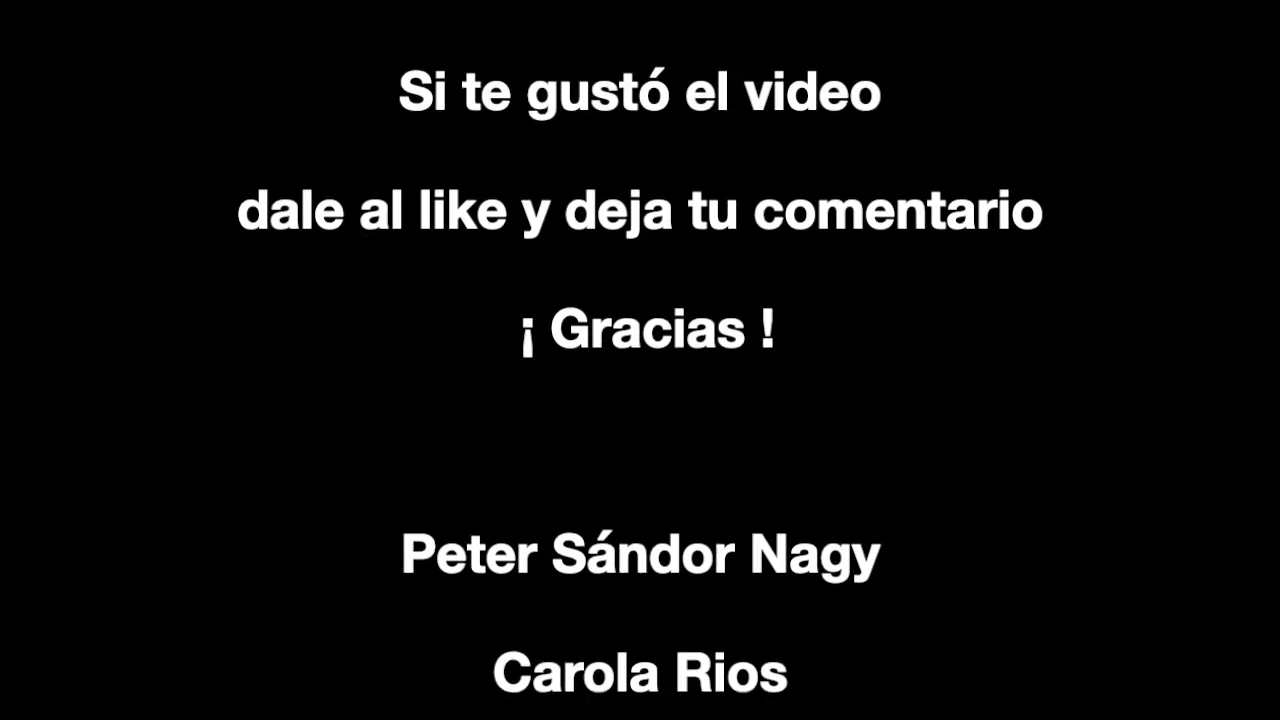 Si te gustó el video
dale al like y deja tu comentario
¡ Gracias !
Peter Sándor Nagy
Carola Rios